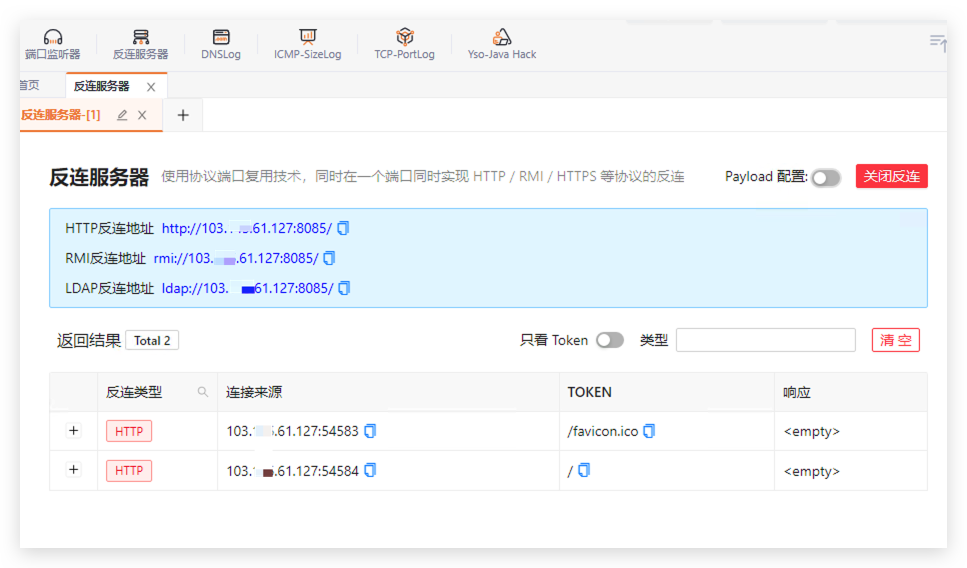 端口监听器 反连服务器 DNSLog ICMP-SizeLog TCP-PortLog Yso-Java Hack
首页 反连服务器
反连服务器-[1]
反连服务器 使用协议端口复用技术，同时在一个端口同时实现 HTTP / RMI / HTTPS 等协议的反连 Payload 配置: 关闭反连
HTTP反连地址 http://103. .61.127:8085/
RMI反连地址 rmi://103. .61.127:8085/
LDAP反连地址 ldap://103. 61.127:8085/
返回结果 Total 2 只看 Token 类型 清 空
反连类型 连接来源 TOKEN 响应
+ HTTP 103. .61.127:54583 /favicon.ico <empty>
+ HTTP 103. .61.127:54584 / <empty>